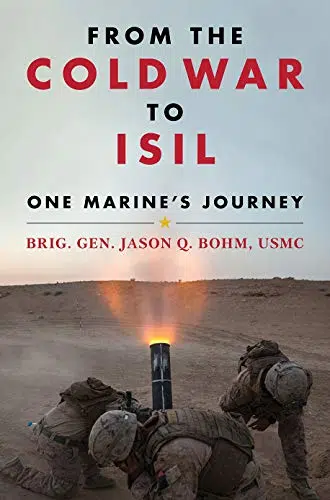 FROM THE
COLD WAR
TO
ISIL
ONE MARINE'S JOURNEY
BRIG. GEN. JASON Q. BOHM, USMC